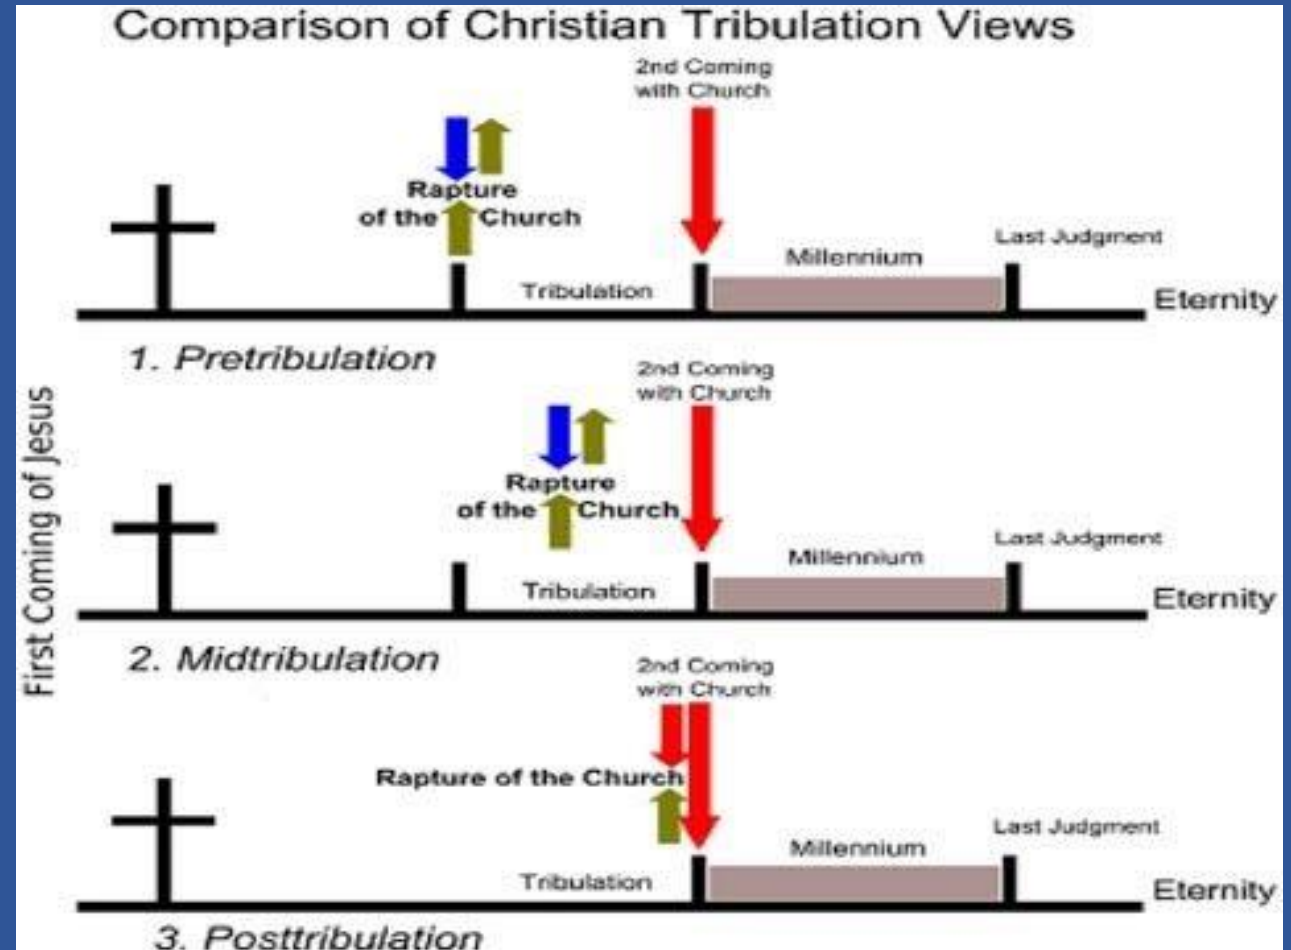 Comparison of Christian Tribulation Views
2nd Coming
with Church
Rapture
of the Church
Last Judgment
Millennium
Tribulation
Eternity
1. Pretribulation
2nd Coming
with Church
Rapture
of the Church
Last Judgment
Millennium
Tribulation
Eternity
2. Midtribulation
First Coming of Jesus
2nd Coming
with Church
Rapture of the Church
Last Judgment
Millennium
Tribulation
Eternity
3. Posttribulation